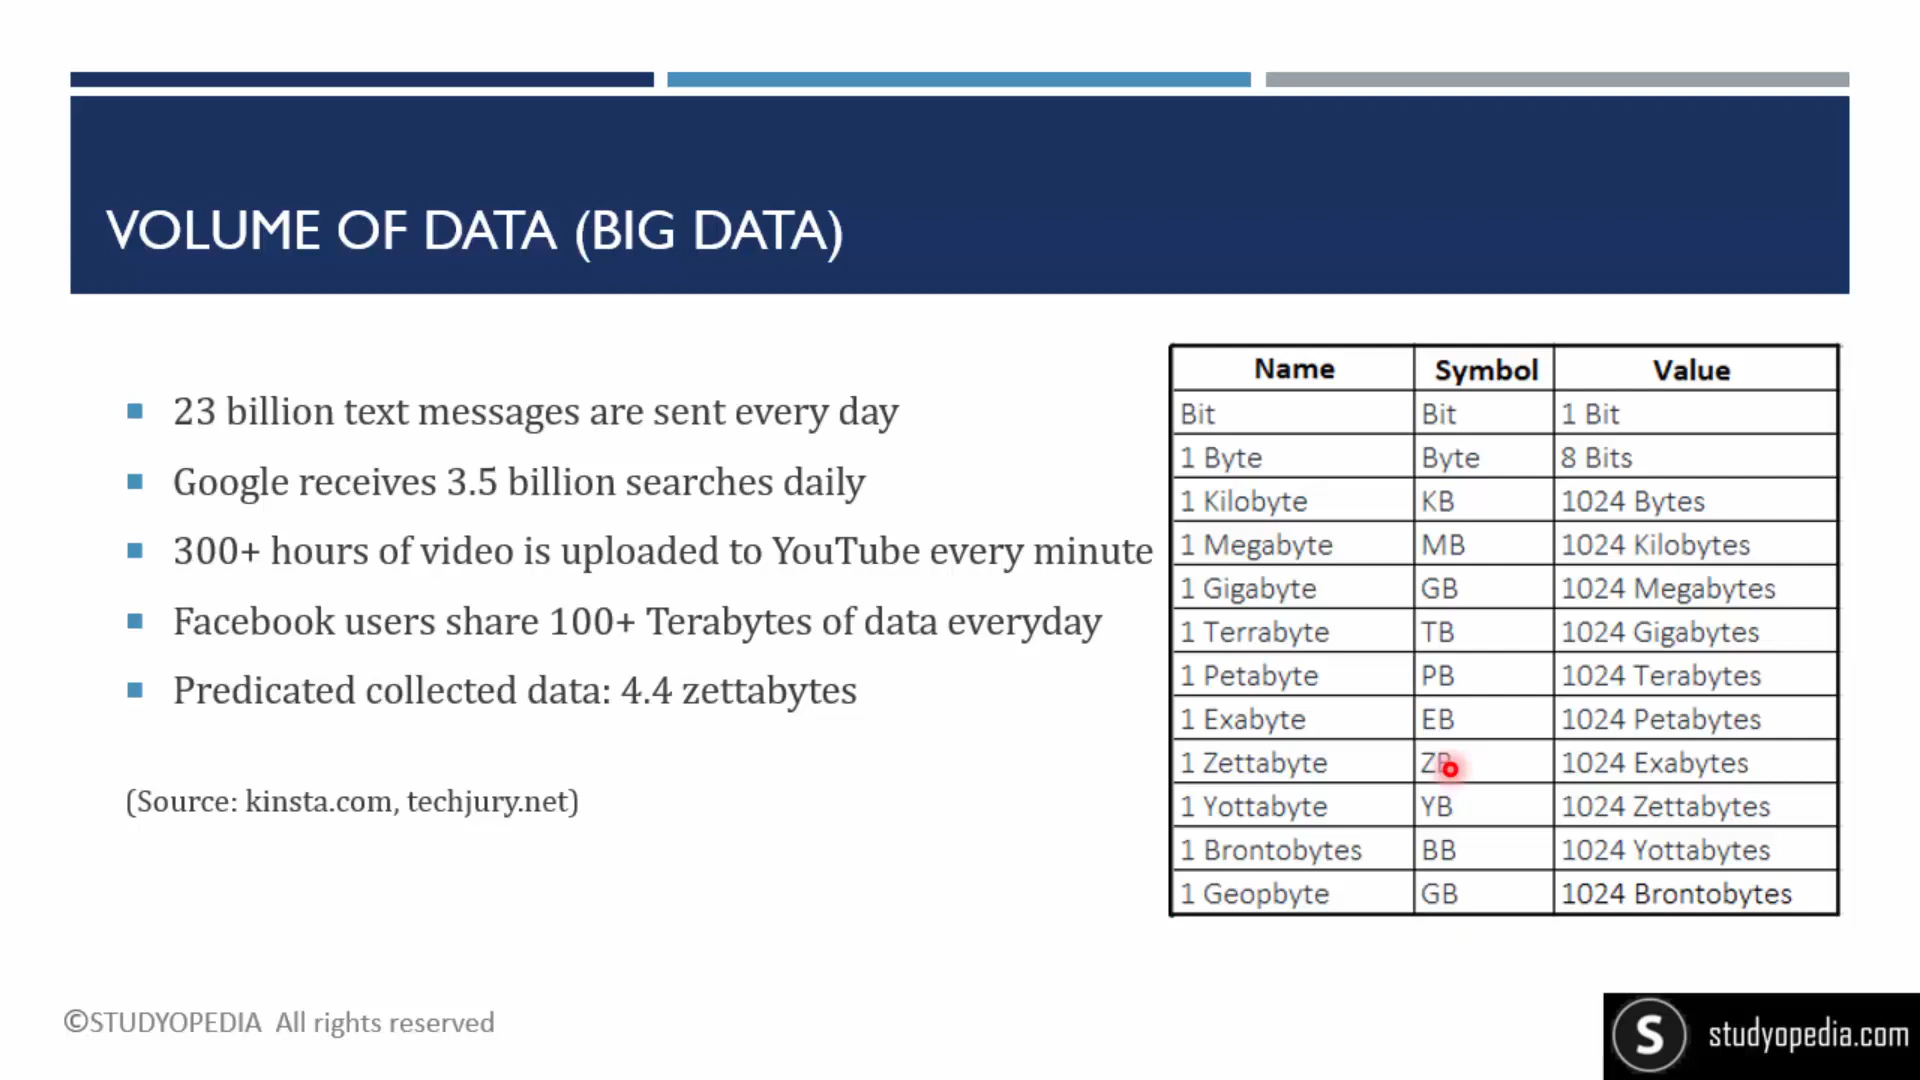 VOLUME OF DATA (BIG DATA)
23 billion text messages are sent every day
Google receives 3.5 billion searches daily
300+ hours of video is uploaded to YouTube every minute
Facebook users share 100+ Terabytes of data everyday
Predicated collected data: 4.4 zettabytes
(Source: kinsta.com, techjury.net)
Name Symbol Value
Bit Bit 1 Bit
1 Byte Byte 8 Bits
1 Kilobyte KB 1024 Bytes
1 Megabyte MB 1024 Kilobytes
1 Gigabyte GB 1024 Megabytes
1 Terrabyte TB 1024 Gigabytes
1 Petabyte PB 1024 Terabytes
1 Exabyte EB 1024 Petabytes
1 Zettabyte ZB 1024 Exabytes
1 Yottabyte YB 1024 Zettabytes
1 Brontobytes BB 1024 Yottabytes
1 Geopbyte GB 1024 Brontobytes
©STUDYOPEDIA All rights reserved
S studyopedia.com